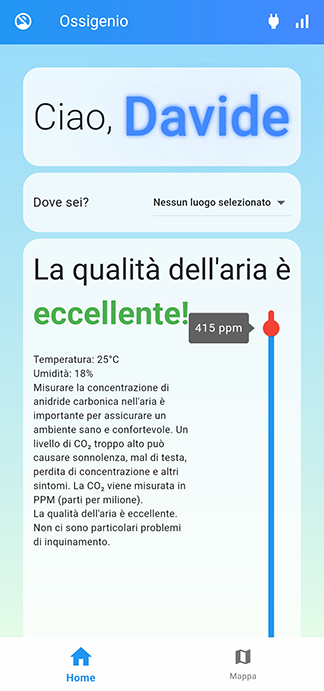 Ossigenio
Ciao, Davide
Dove sei? Nessun luogo selezionato
La qualità dell'aria è
eccellente!
415 ppm
Temperatura: 25°C
Umidità: 18%
Misurare la concentrazione di
anidride carbonica nell'aria è
importante per assicurare un
ambiente sano e confortevole. Un
livello di CO₂ troppo alto può
causare sonnolenza, mal di testa,
perdita di concentrazione e altri
sintomi. La CO₂ viene misurata in
PPM (parti per milione).
La qualità dell'aria è eccellente.
Non ci sono particolari problemi
di inquinamento.
Home Mappa